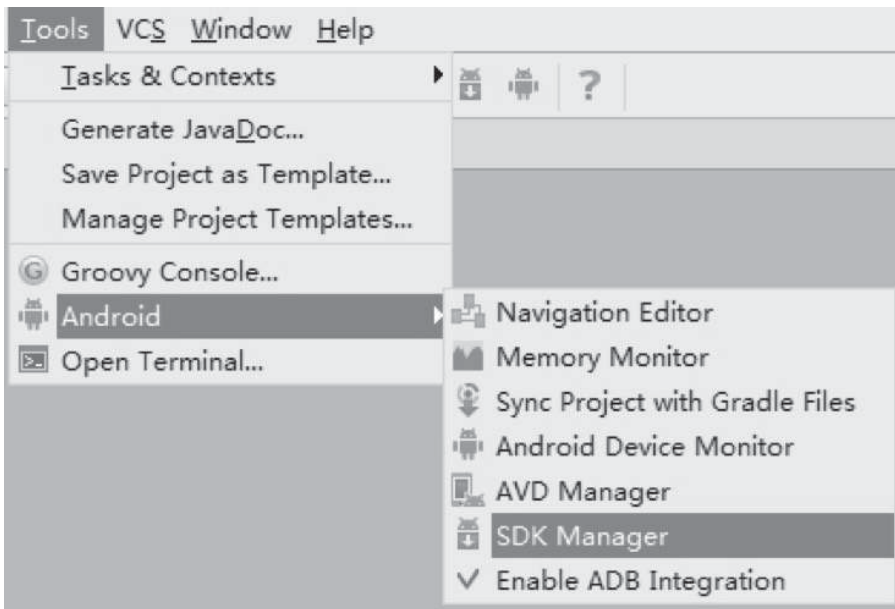 Tools VCS Window Help
Tasks & Contexts
?
Generate JavaDoc...
Save Project as Template...
Manage Project Templates...
G Groovy Console...
Android
Open Terminal...
Navigation Editor
Memory Monitor
Sync Project with Gradle Files
Android Device Monitor
AVD Manager
SDK Manager
Enable ADB Integration